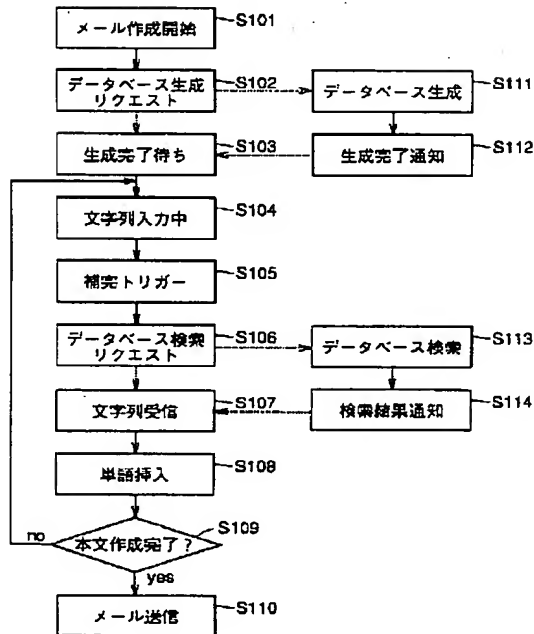 メール作成開始
S101
データベース生成
リクエスト
S102
データベース生成
S111
生成完了待ち
S103
生成完了通知
S112
文字列入力中
S104
補完トリガー
S105
データベース検索
リクエスト
S106
データベース検索
S113
文字列受信
S107
検索結果通知
S114
単語挿入
S108
本文作成完了?
S109
no
yes
メール送信
S110